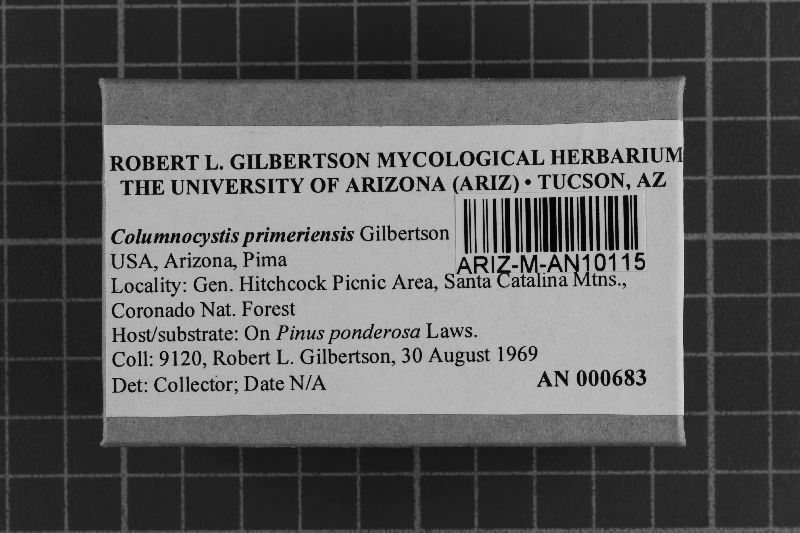 ROBERT L. GILBERTSON MYCOLOGICAL HERBARIUM
THE UNIVERSITY OF ARIZONA (ARIZ) • TUCSON, AZ
Columnocystis primeriensis Gilbertson
ARIZ-M-AN10115
USA, Arizona, Pima
Locality: Gen. Hitchcock Picnic Area, Santa Catalina Mtns.,
Coronado Nat. Forest
Host/substrate: On Pinus ponderosa Laws.
Coll: 9120, Robert L. Gilbertson, 30 August 1969
Det: Collector; Date N/A
AN 000683